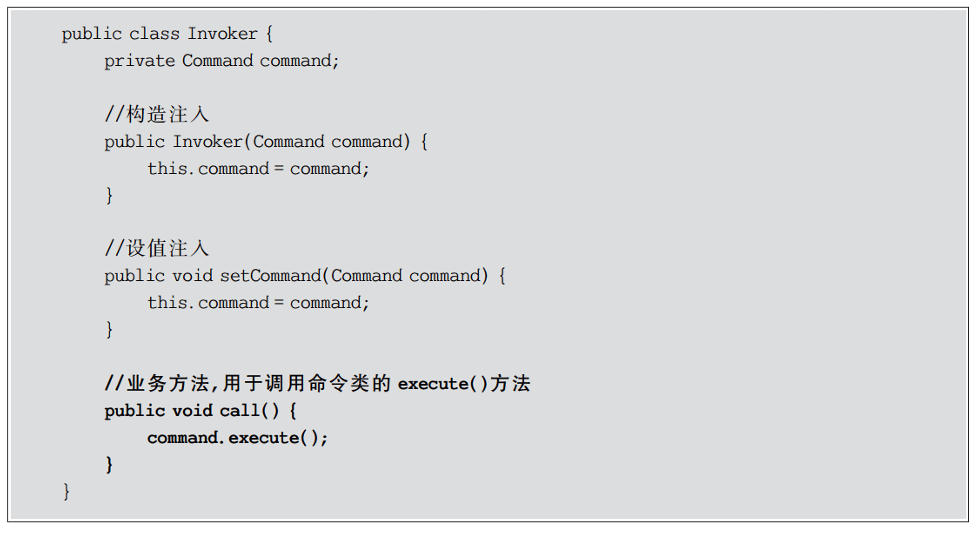 public class Invoker {
    private Command command;

    //构造注入
    public Invoker(Command command) {
        this.command = command;
    }

    //设值注入
    public void setCommand(Command command) {
        this.command = command;
    }

    //业务方法,用于调用命令类的 execute()方法
    public void call() {
        command.execute();
    }
}